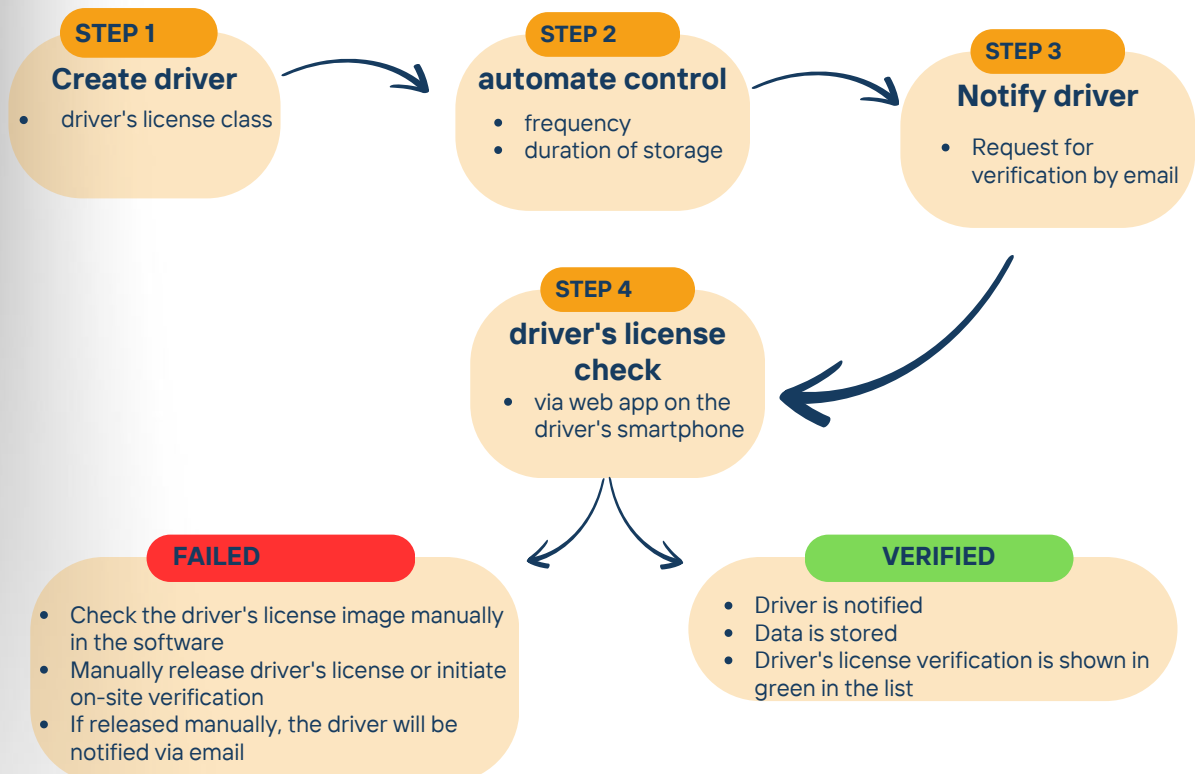 STEP 1
Create driver
• driver's license class
STEP 2
automate control
• frequency
• duration of storage
STEP 3
Notify driver
• Request for
verification by email
STEP 4
driver's license
check
• via web app on the
driver's smartphone
FAILED
• Check the driver's license image manually
in the software
• Manually release driver's license or initiate
on-site verification
• If released manually, the driver will be
notified via email
VERIFIED
• Driver is notified
• Data is stored
• Driver's license verification is shown in
green in the list